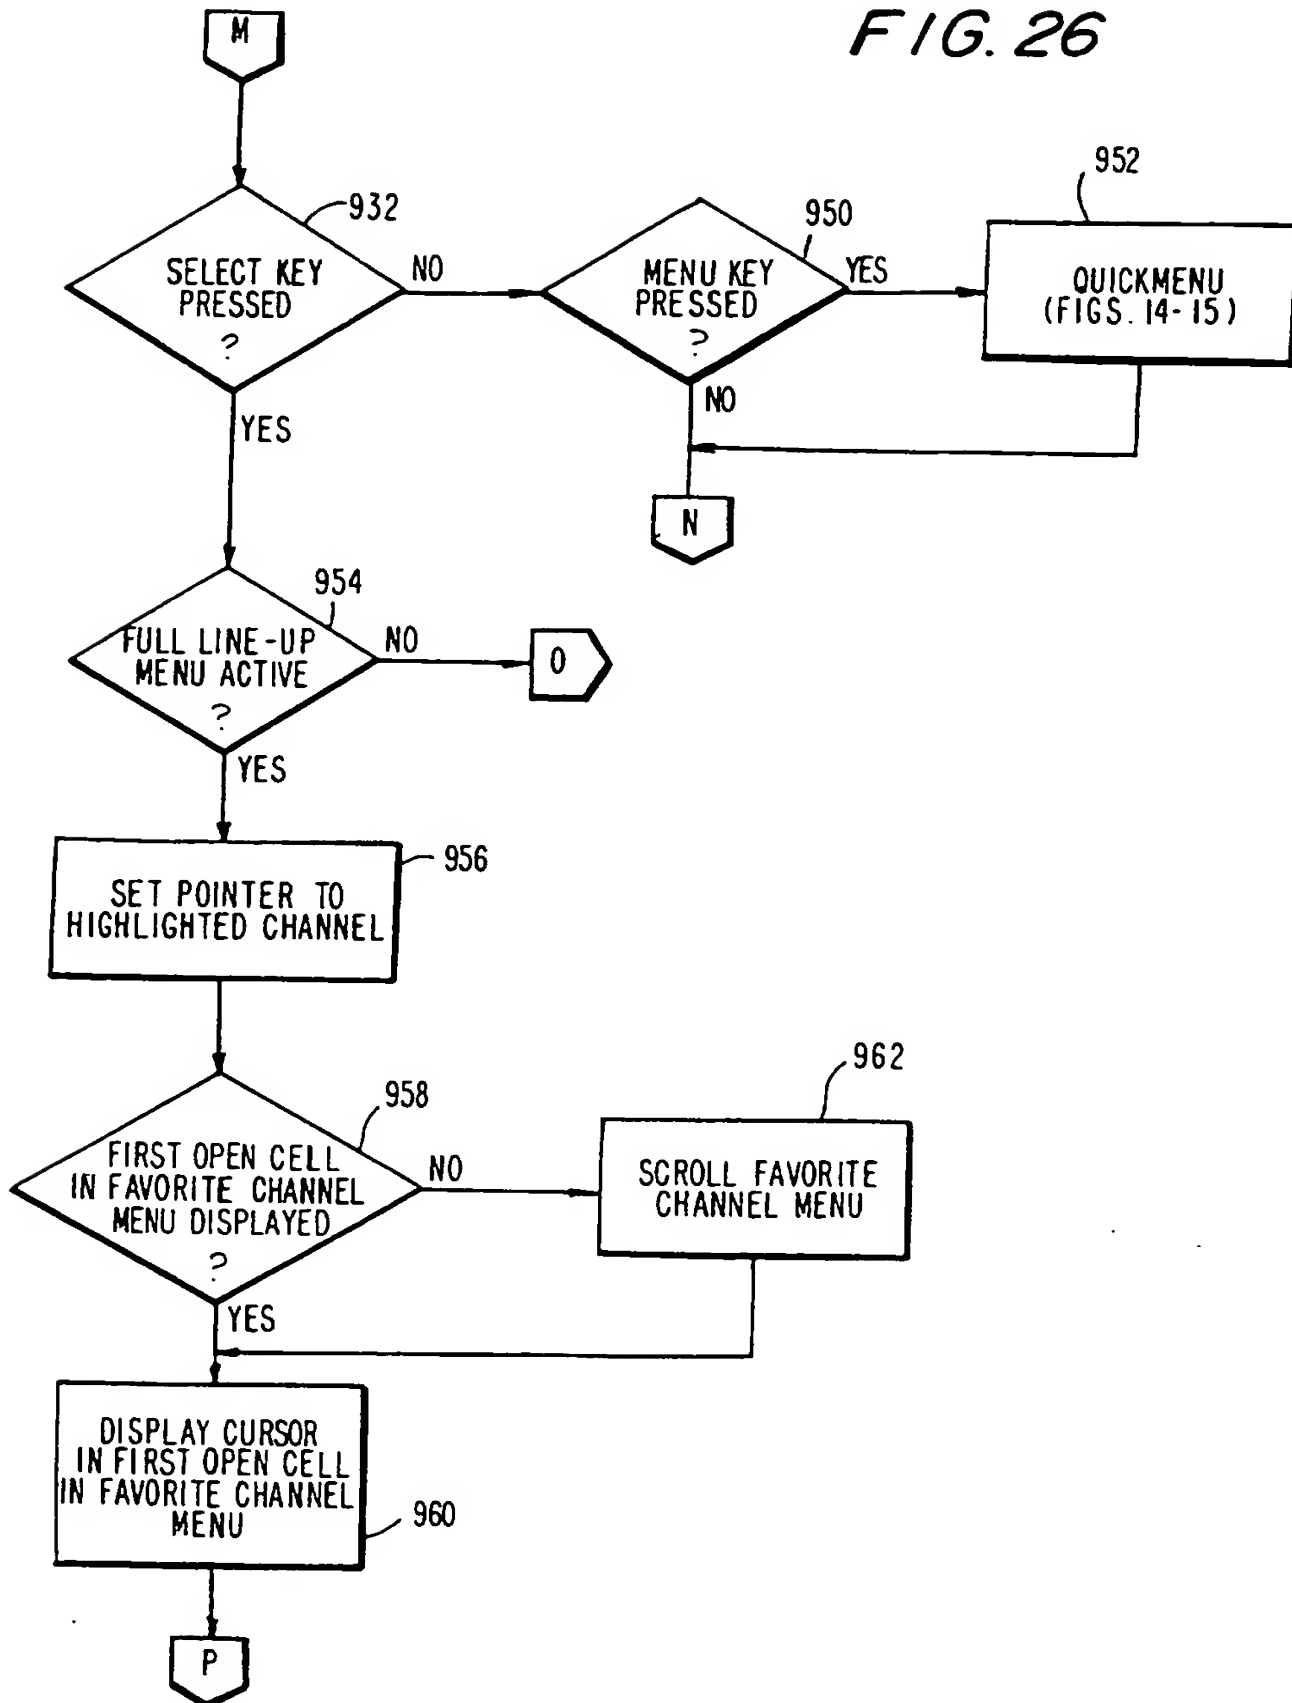 FIG. 26
M
932
SELECT KEY
PRESSED
?
NO
YES
950
MENU KEY
PRESSED
?
YES
NO
952
QUICKMENU
(FIGS. 14-15)
N
954
FULL LINE-UP
MENU ACTIVE
?
NO
YES
O
956
SET POINTER TO
HIGHLIGHTED CHANNEL
958
FIRST OPEN CELL
IN FAVORITE CHANNEL
MENU DISPLAYED
?
NO
YES
962
SCROLL FAVORITE
CHANNEL MENU
DISPLAY CURSOR
IN FIRST OPEN CELL
IN FAVORITE CHANNEL
MENU
960
P